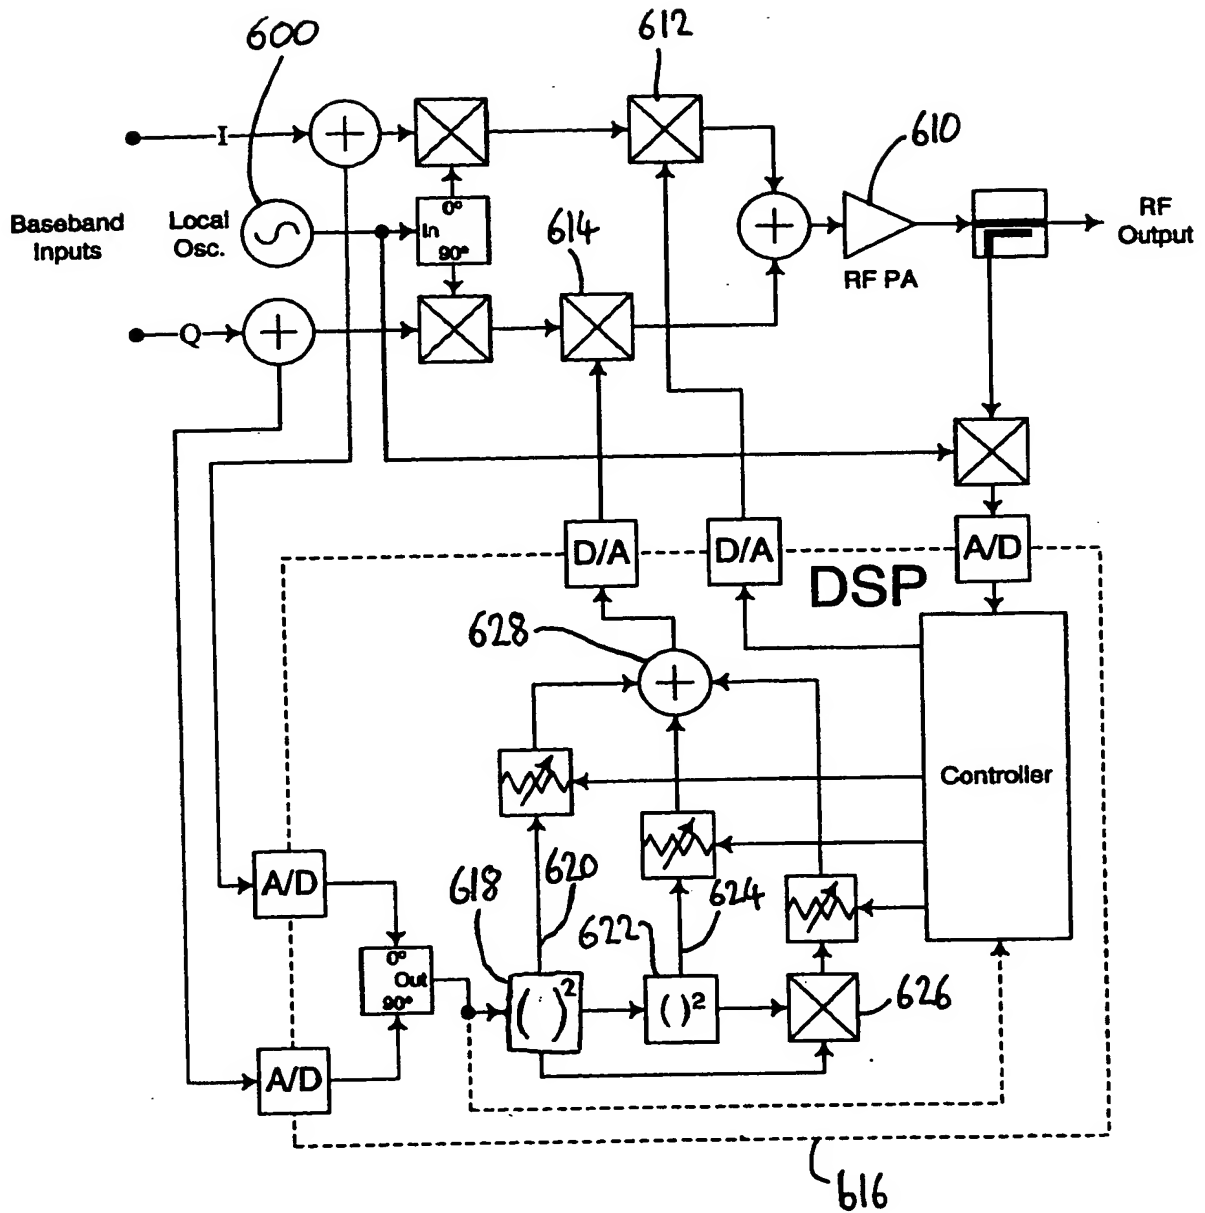 600
612
I
610
0°
In
90°
Baseband
Inputs
Local
Osc.
614
RF PA
RF
Output
Q
D/A
D/A
A/D
DSP
628
Controller
A/D
618
620
622
624
0°
Out
90°
( )²
( )²
626
A/D
616